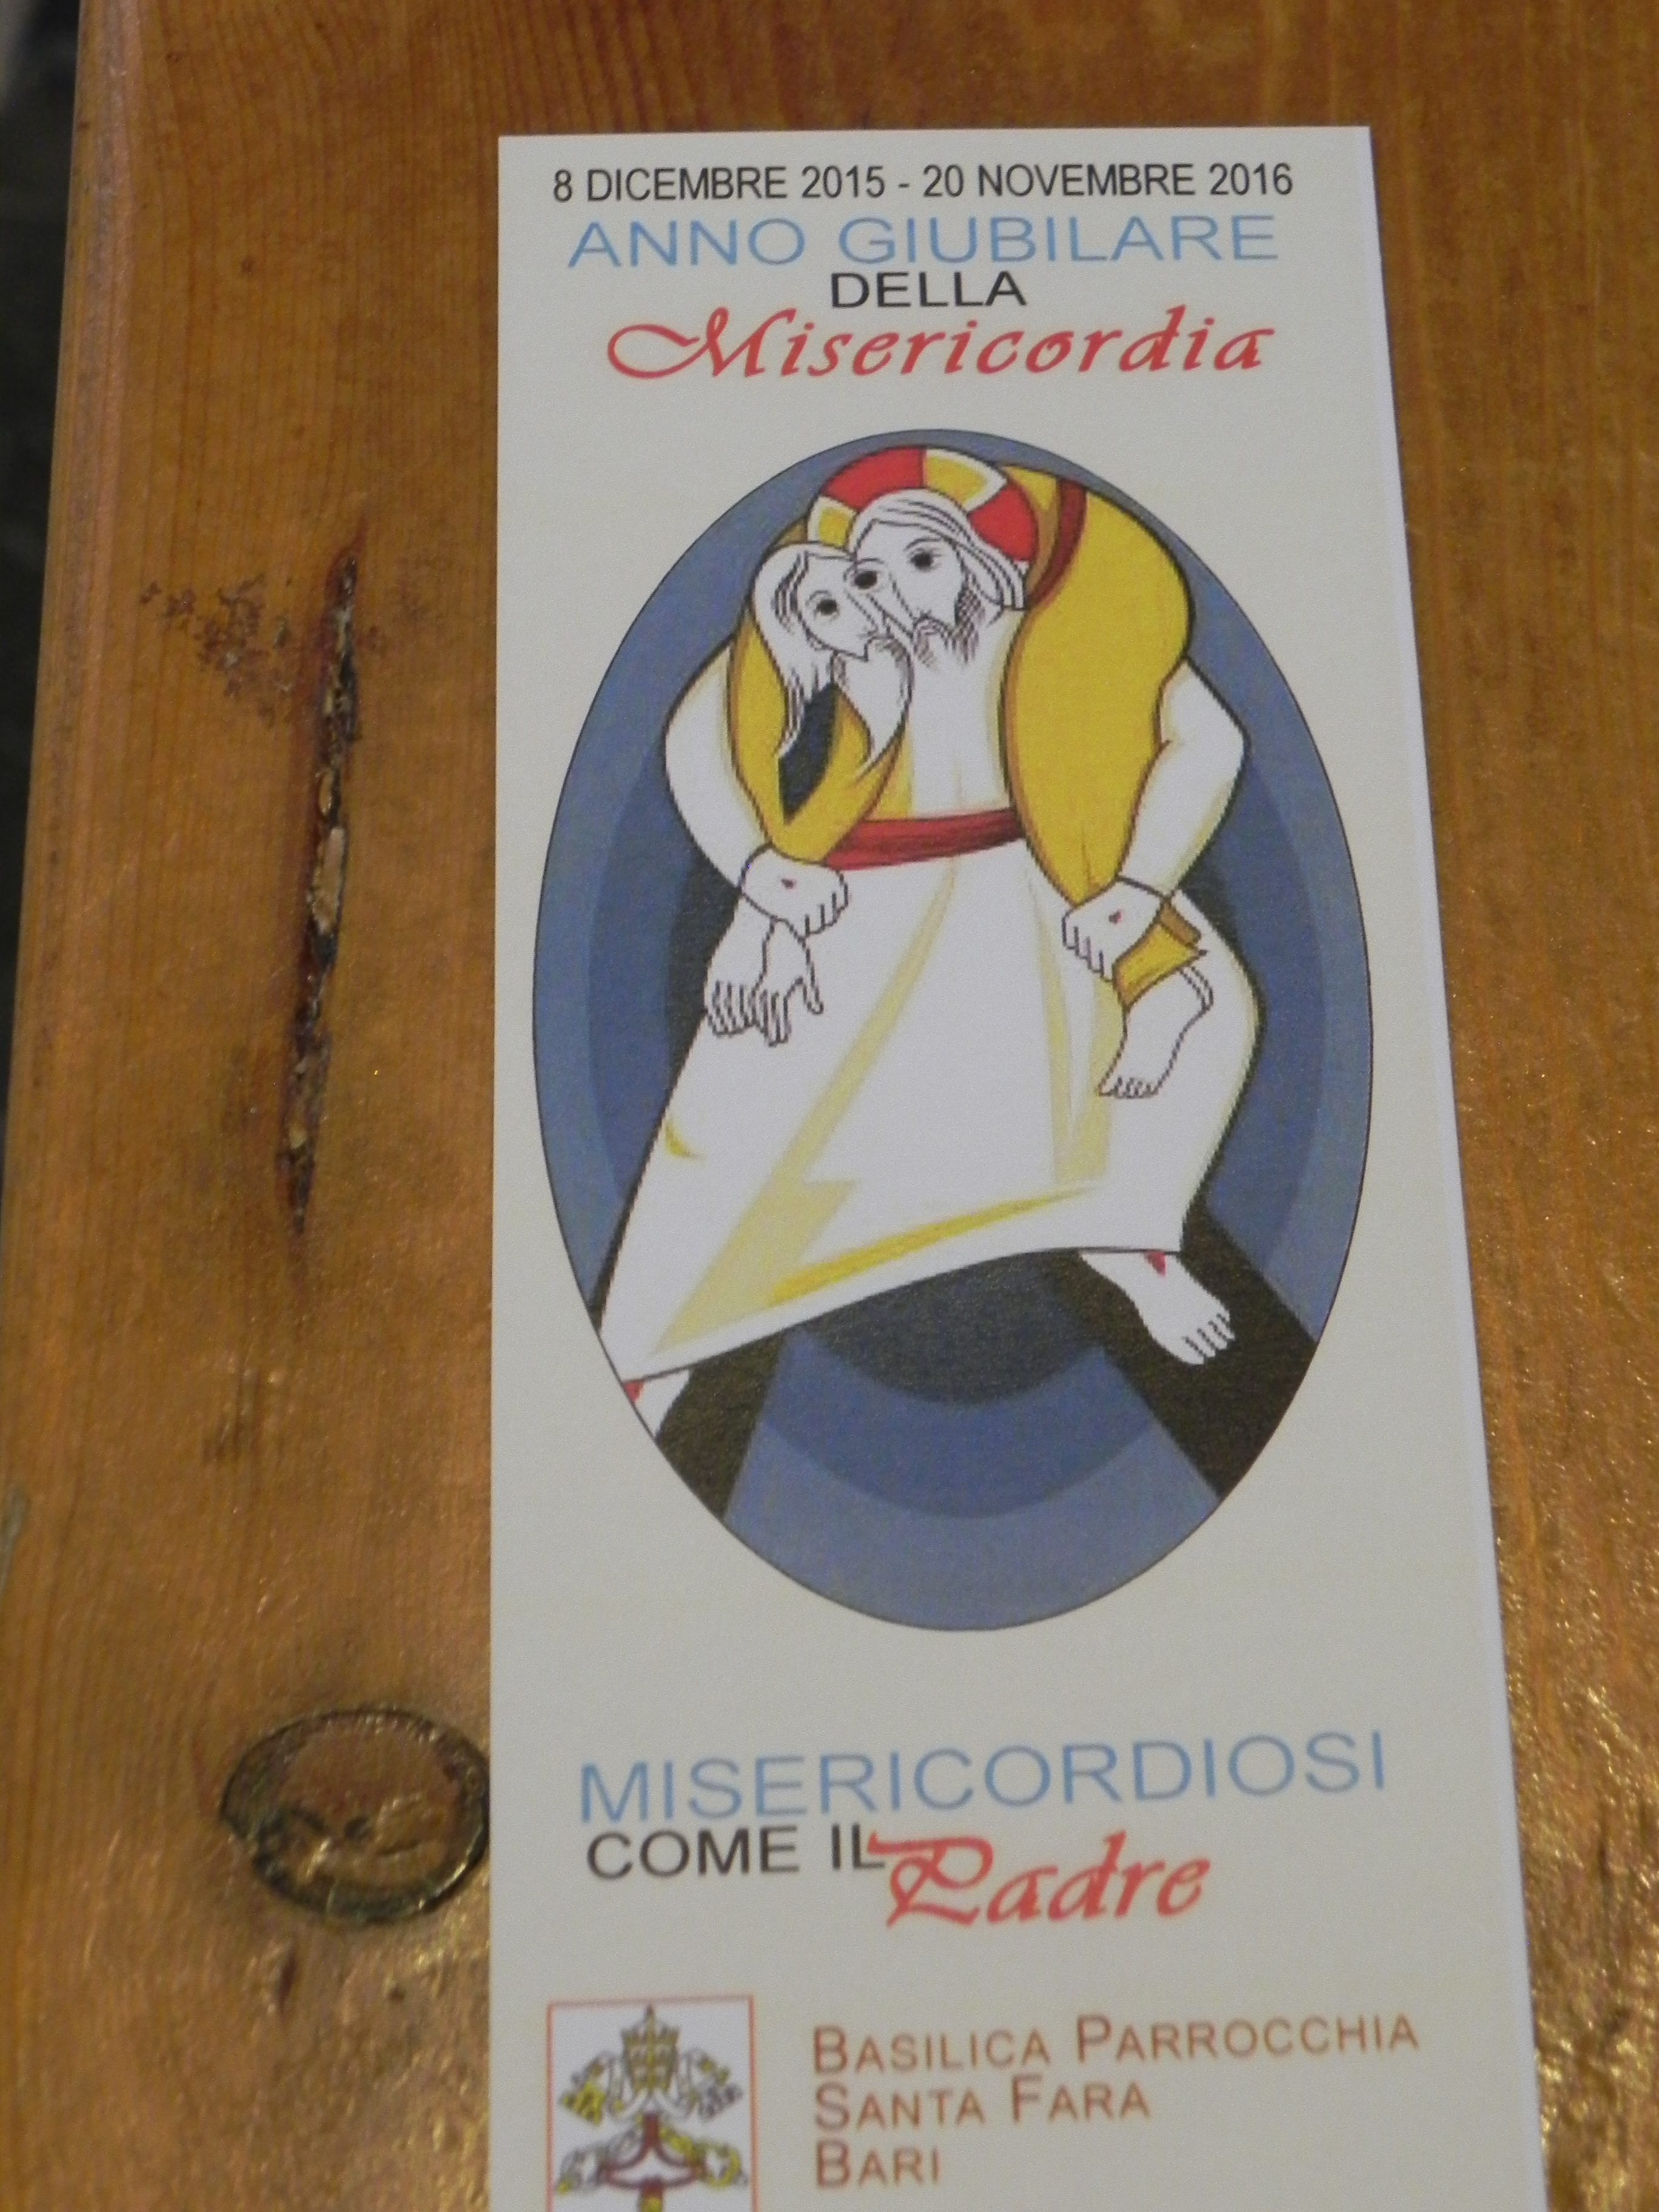 8 DICEMBRE 2015 - 20 NOVEMBRE 2016
ANNO GIUBILARE
DELLA
Misericordia
MISERICORDIOSI
COME IL Padre
BASILICA PARROCCHIA
SANTA FARA
BARI